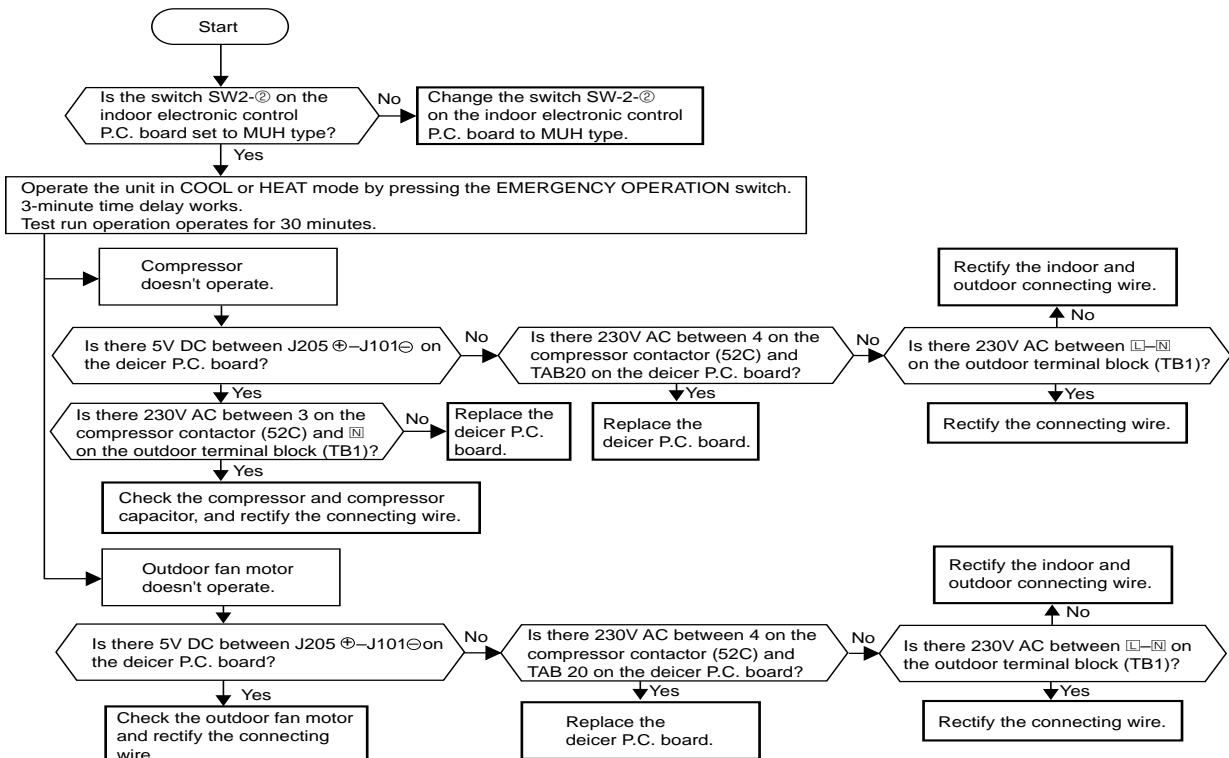 Start
Is the switch SW2-② on the
indoor electronic control
P.C. board set to MUH type?
No
Change the switch SW-2-②
on the indoor electronic control
P.C. board to MUH type.
Yes
Operate the unit in COOL or HEAT mode by pressing the EMERGENCY OPERATION switch.
3-minute time delay works.
Test run operation operates for 30 minutes.
Compressor
doesn't operate.
Rectify the indoor and
outdoor connecting wire.
No
Is there 5V DC between J205 ⊕–J101⊖ on
the deicer P.C. board?
No
Is there 230V AC between 4 on the
compressor contactor (52C) and
TAB20 on the deicer P.C. board?
No
Is there 230V AC between 🄻–🄽
on the outdoor terminal block (TB1)?
Yes
Yes
Yes
Is there 230V AC between 3 on the
compressor contactor (52C) and 🄽
on the outdoor terminal block (TB1)?
No
Replace the
deicer P.C.
board.
Replace the
deicer P.C. board.
Rectify the connecting wire.
Yes
Check the compressor and compressor
capacitor, and rectify the connecting wire.
Outdoor fan motor
doesn't operate.
Rectify the indoor and
outdoor connecting wire.
No
Is there 5V DC between J205 ⊕–J101⊖on
the deicer P.C. board?
No
Is there 230V AC between 4 on the
compressor contactor (52C) and
TAB 20 on the deicer P.C. board?
No
Is there 230V AC between 🄻–🄽 on
the outdoor terminal block (TB1)?
Yes
Yes
Yes
Check the outdoor fan motor
and rectify the connecting
wire
Replace the
deicer P.C. board.
Rectify the connecting wire.